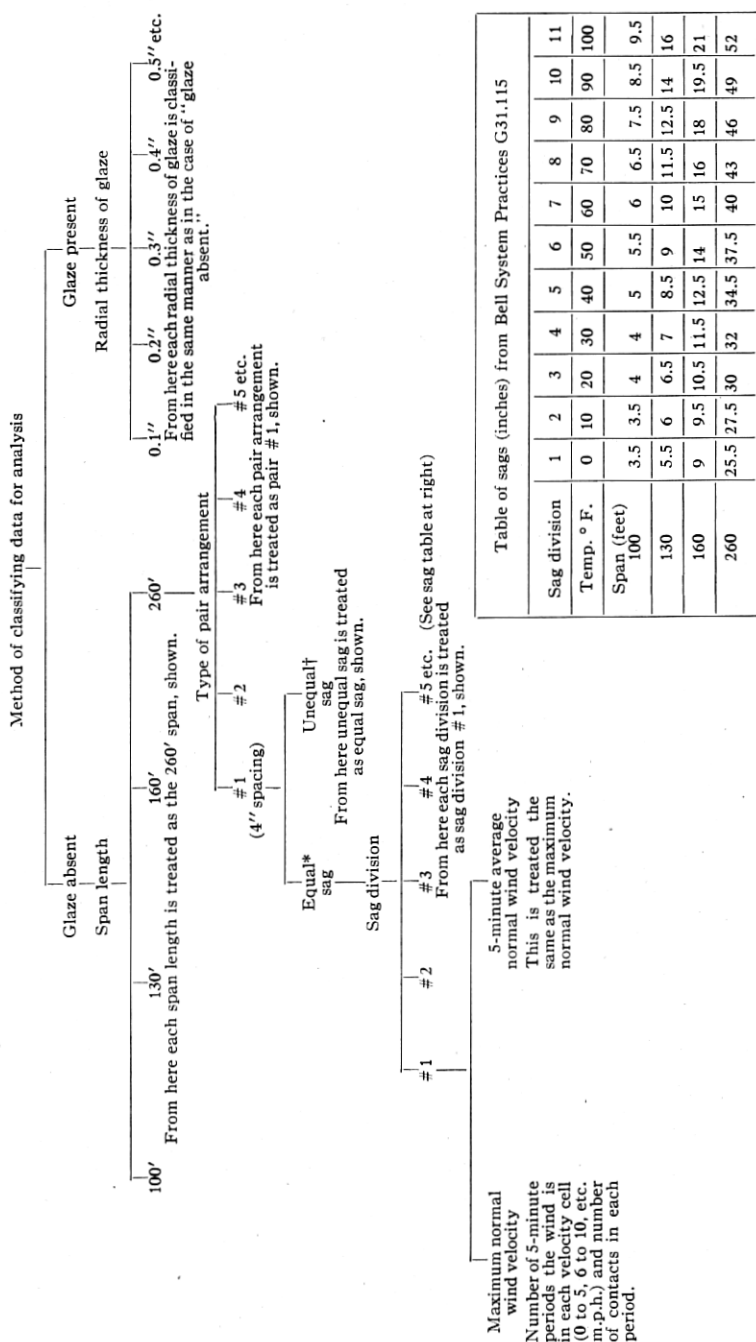 Method of classifying data for analysis
Glaze absent
Glaze present
Span length
Radial thickness of glaze
100′ 130′ 160′ 260′
0.1″ 0.2″ 0.3″ 0.4″ 0.5″ etc.
From here each span length is treated as the 260′ span, shown.
From here each radial thickness of glaze is classi-
fied in the same manner as in the case of "glaze
absent."
Type of pair arrangement
#1 #2 #3 #4 #5 etc.
(4″ spacing)
From here each pair arrangement
is treated as pair #1, shown.
Equal*
sag
Unequal†
sag
From here unequal sag is treated
as equal sag, shown.
Sag division
#1 #2 #3 #4 #5 etc. (See sag table at right)
From here each sag division is treated
as sag division #1, shown.
Maximum normal
wind velocity
5-minute average
normal wind velocity
Number of 5-minute
periods the wind is
in each velocity cell
(0 to 5, 6 to 10, etc.
m.p.h.) and number
of contacts in each
period.
This is treated the
same as the maximum
normal wind velocity.
Table of sags (inches) from Bell System Practices G31.115
Sag division 1 2 3 4 5 6 7 8 9 10 11
Temp. ° F. 0 10 20 30 40 50 60 70 80 90 100
Span (feet)
100 3.5 3.5 4 4 5 5.5 6 6.5 7.5 8.5 9.5
130 5.5 6 6.5 7 8.5 9 10 11.5 12.5 14 16
160 9 9.5 10.5 11.5 12.5 14 15 16 18 19.5 21
260 25.5 27.5 30 32 34.5 37.5 40 43 46 49 52